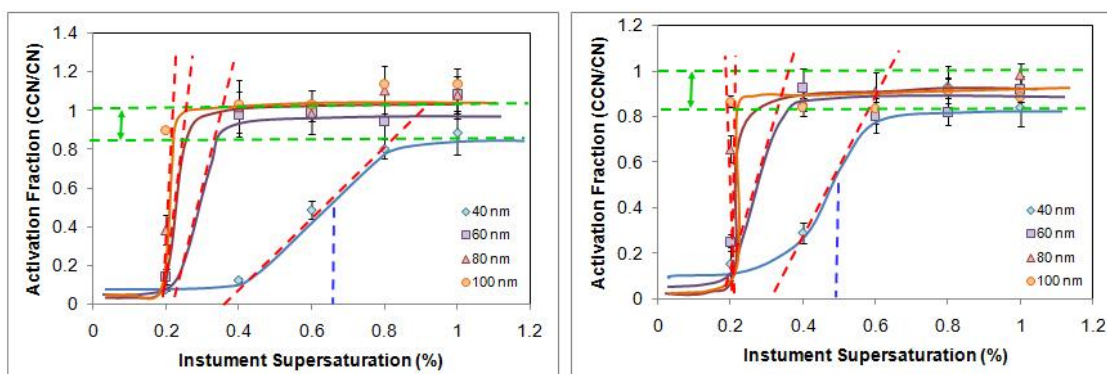 Activation Fraction (CCN/CN)
1.4
1.2
1
0.8
0.6
0.4
0.2
0
40 nm
60 nm
80 nm
100 nm
0 0.2 0.4 0.6 0.8 1 1.2
Instument Supersaturation (%)
Activation Fraction (CCN/CN)
1.2
1
0.8
0.6
0.4
0.2
0
40 nm
60 nm
80 nm
100 nm
0 0.2 0.4 0.6 0.8 1 1.2
Instument Supersaturation (%)